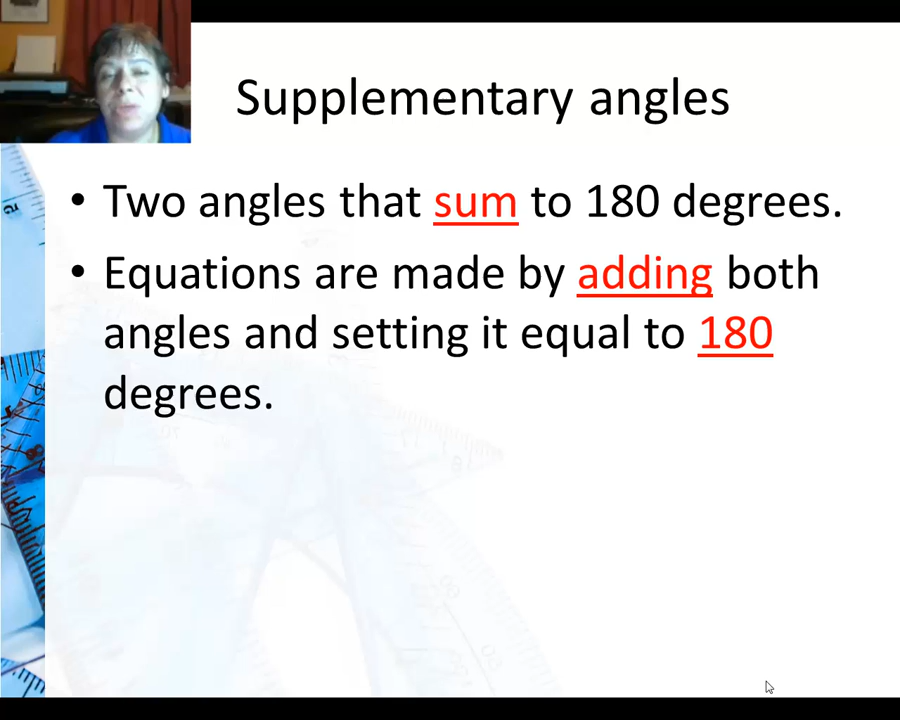 Supplementary angles
• Two angles that sum to 180 degrees.
• Equations are made by adding both
angles and setting it equal to 180
degrees.